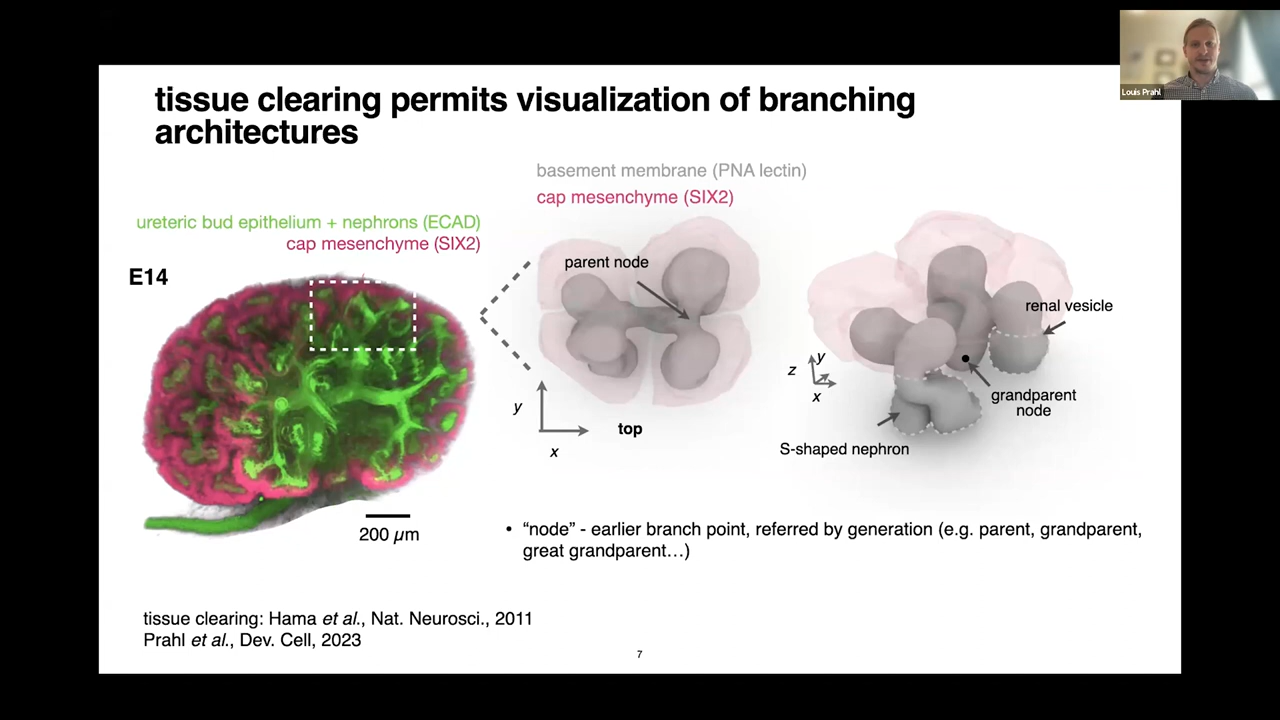 Louis Prahl
tissue clearing permits visualization of branching
architectures
basement membrane (PNA lectin)
cap mesenchyme (SIX2)
ureteric bud epithelium + nephrons (ECAD)
cap mesenchyme (SIX2)
E14
parent node
renal vesicle
y
z
x
grandparent
node
y
x
top
S-shaped nephron
200 µm
• “node” - earlier branch point, referred by generation (e.g. parent, grandparent,
great grandparent…)
tissue clearing: Hama et al., Nat. Neurosci., 2011
Prahl et al., Dev. Cell, 2023
7